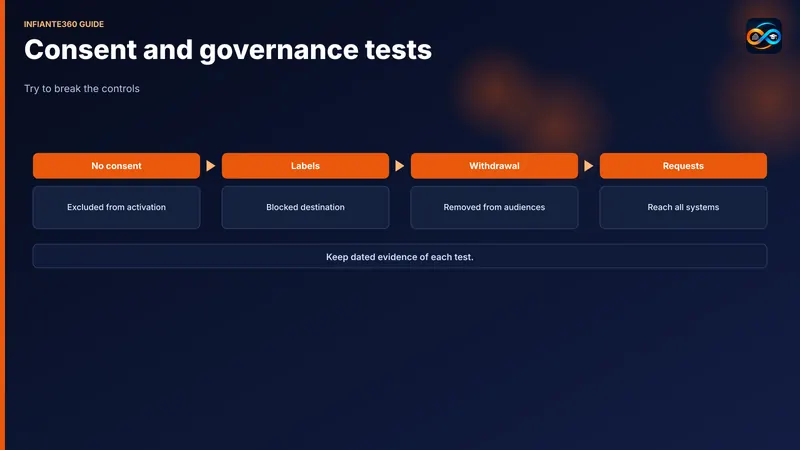 INFIANTE360 GUIDE
Consent and governance tests
Try to break the controls
No consent
Labels
Withdrawal
Requests
Excluded from activation
Blocked destination
Removed from audiences
Reach all systems
Keep dated evidence of each test.